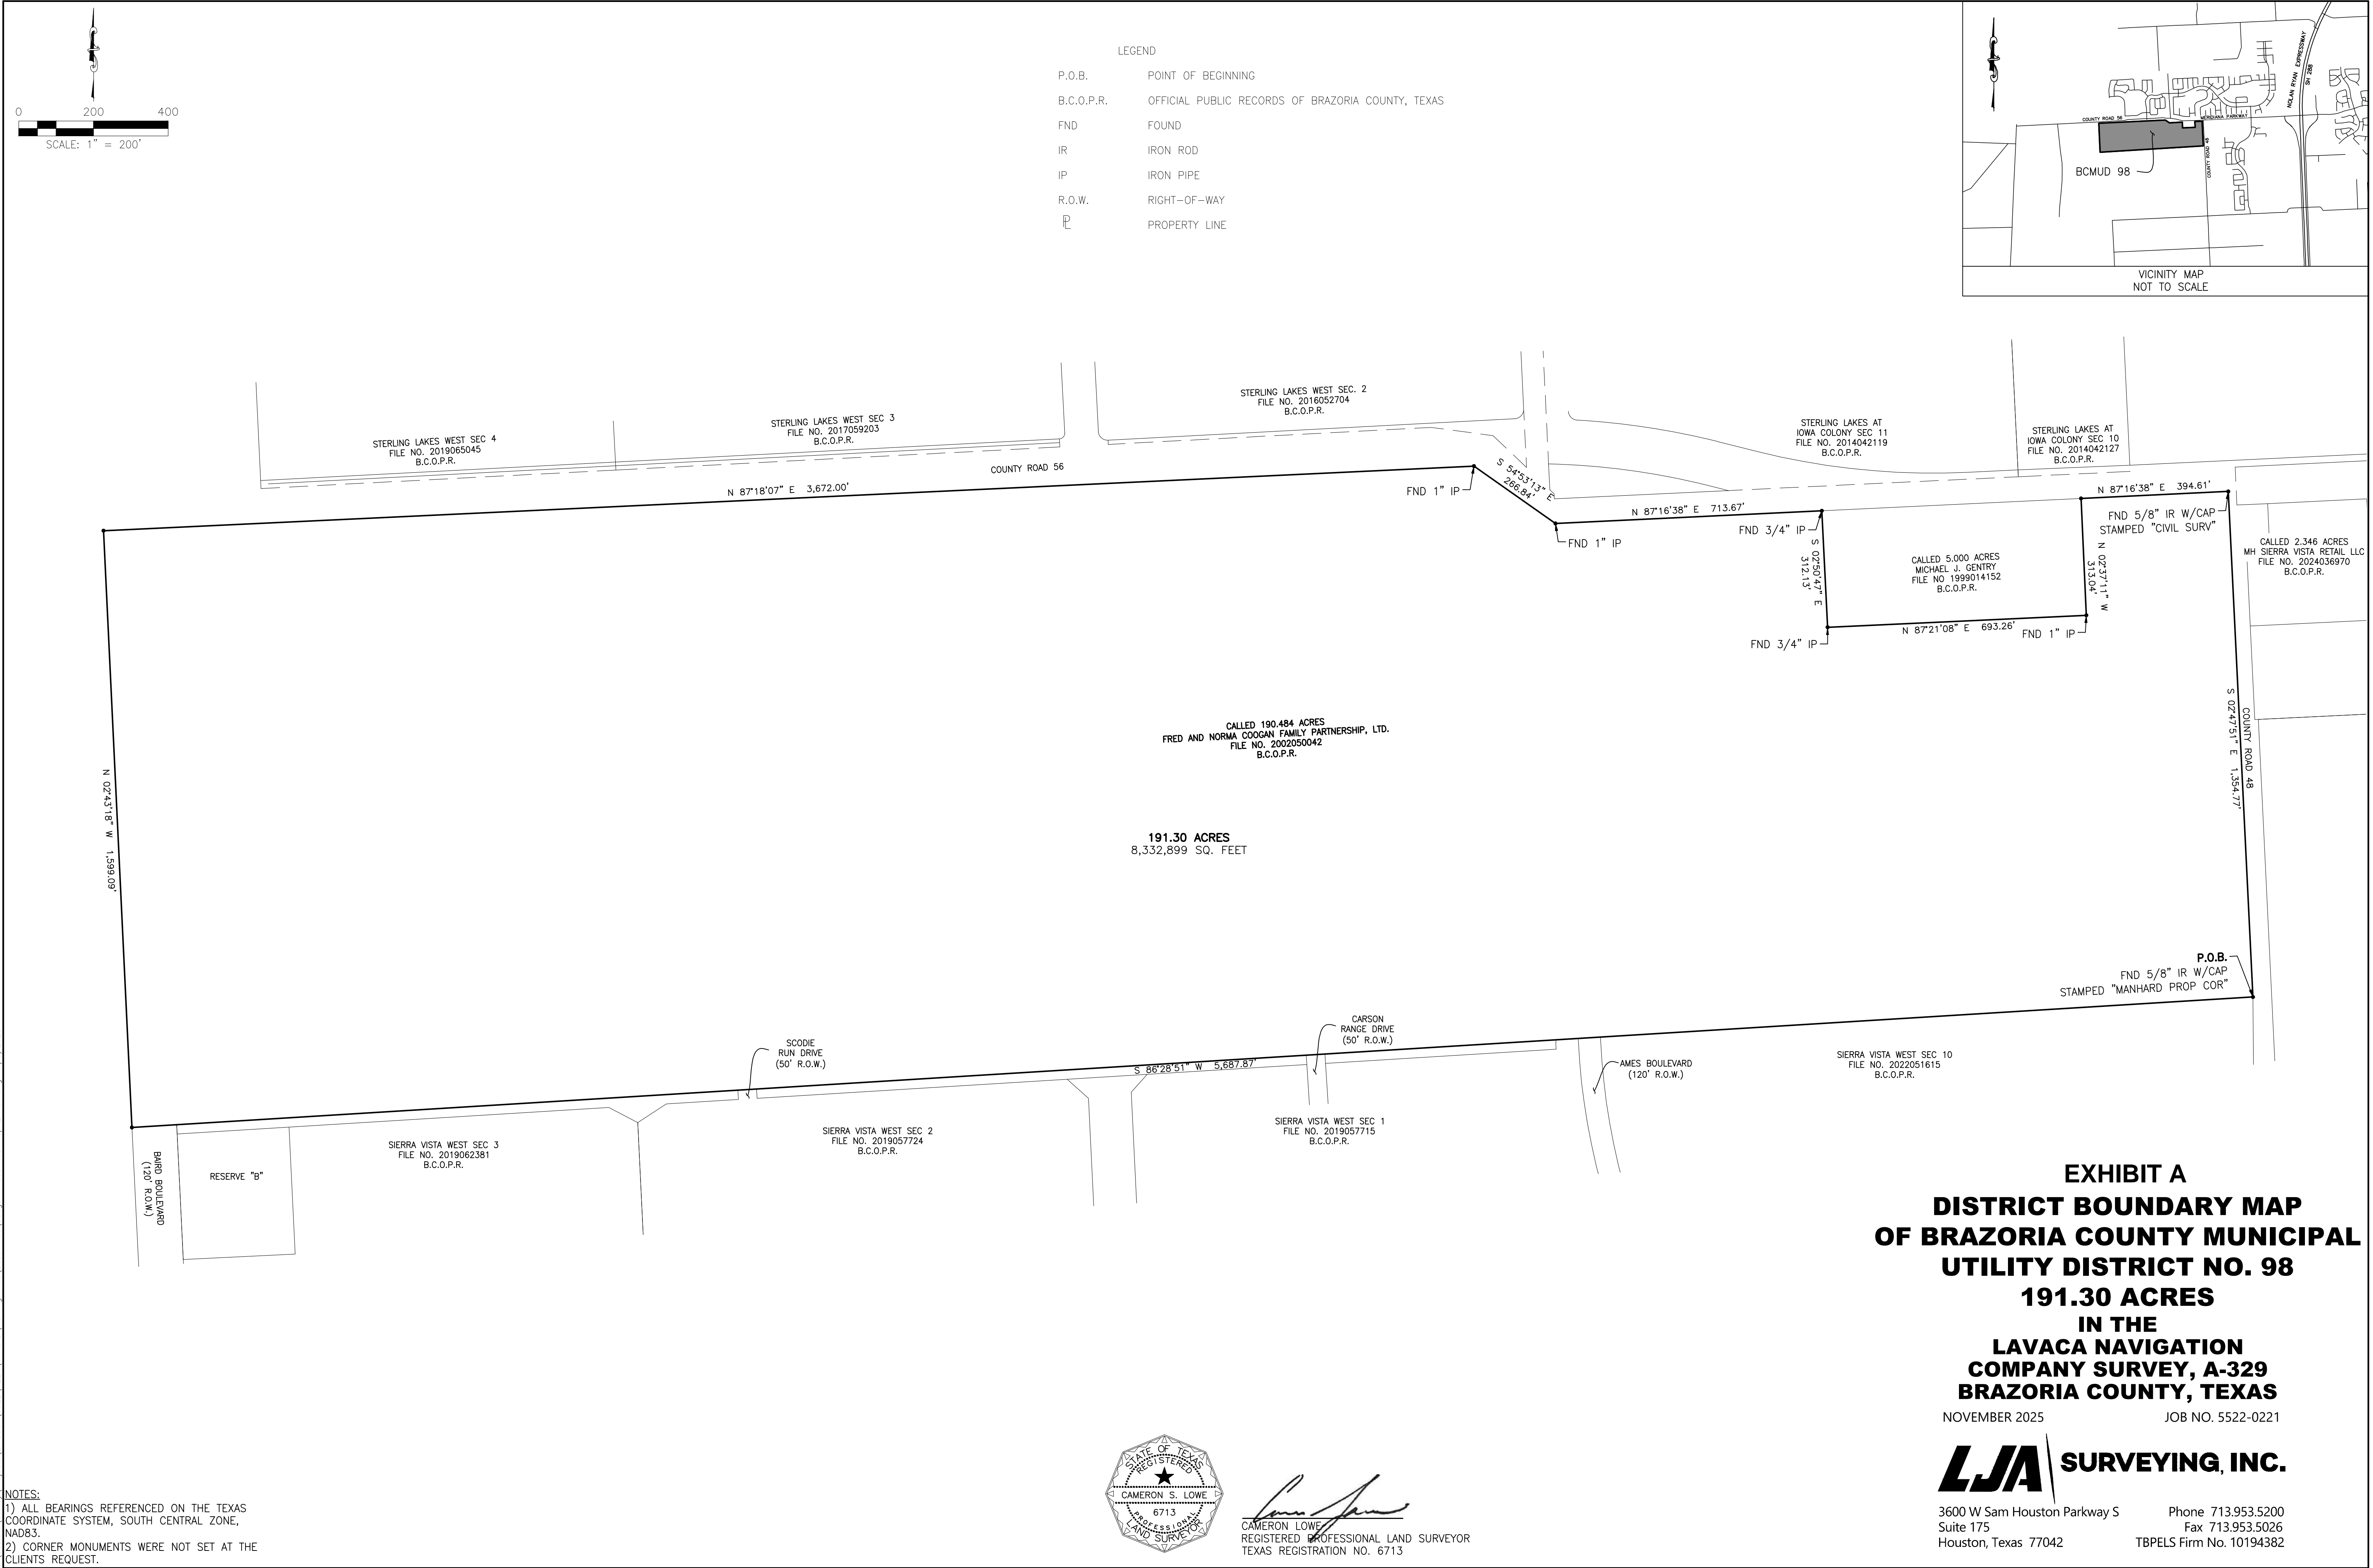 0 200 400
SCALE: 1" = 200'
LEGEND
P.O.B. POINT OF BEGINNING
B.C.O.P.R. OFFICIAL PUBLIC RECORDS OF BRAZORIA COUNTY, TEXAS
FND FOUND
IR IRON ROD
IP IRON PIPE
R.O.W. RIGHT-OF-WAY
PL PROPERTY LINE
NOLAN RYAN EXPRESSWAY
SH 288
COUNTY ROAD 56
MERIDIANA PARKWAY
COUNTY ROAD 48
BCMUD 98
VICINITY MAP
NOT TO SCALE
STERLING LAKES WEST SEC 4
FILE NO. 2019065045
B.C.O.P.R.
STERLING LAKES WEST SEC 3
FILE NO. 2017059203
B.C.O.P.R.
STERLING LAKES WEST SEC. 2
FILE NO. 2016052704
B.C.O.P.R.
STERLING LAKES AT
IOWA COLONY SEC 11
FILE NO. 2014042119
B.C.O.P.R.
STERLING LAKES AT
IOWA COLONY SEC 10
FILE NO. 2014042127
B.C.O.P.R.
COUNTY ROAD 56
N 87°18'07" E 3,672.00'
FND 1" IP
S 54°53'13" E
266.84'
FND 1" IP
N 87°16'38" E 713.67'
FND 3/4" IP
S 02°50'47" E
312.13'
FND 3/4" IP
CALLED 5.000 ACRES
MICHAEL J. GENTRY
FILE NO 1999014152
B.C.O.P.R.
N 87°21'08" E 693.26'
FND 1" IP
N 02°37'11" W
313.04'
N 87°16'38" E 394.61'
FND 5/8" IR W/CAP
STAMPED "CIVIL SURV"
CALLED 2.346 ACRES
MH SIERRA VISTA RETAIL LLC
FILE NO. 2024036970
B.C.O.P.R.
S 02°47'51" E 1,354.77'
COUNTY ROAD 48
CALLED 190.484 ACRES
FRED AND NORMA COOGAN FAMILY PARTNERSHIP, LTD.
FILE NO. 2002050042
B.C.O.P.R.
191.30 ACRES
8,332,899 SQ. FEET
N 02°43'18" W 1,599.09'
P.O.B.
FND 5/8" IR W/CAP
STAMPED "MANHARD PROP COR"
S 86°28'51" W 5,687.87'
SCODIE
RUN DRIVE
(50' R.O.W.)
CARSON
RANGE DRIVE
(50' R.O.W.)
AMES BOULEVARD
(120' R.O.W.)
SIERRA VISTA WEST SEC 10
FILE NO. 2022051615
B.C.O.P.R.
BAIRD BOULEVARD
(120' R.O.W.)
RESERVE "B"
SIERRA VISTA WEST SEC 3
FILE NO. 2019062381
B.C.O.P.R.
SIERRA VISTA WEST SEC 2
FILE NO. 2019057724
B.C.O.P.R.
SIERRA VISTA WEST SEC 1
FILE NO. 2019057715
B.C.O.P.R.
EXHIBIT A
DISTRICT BOUNDARY MAP
OF BRAZORIA COUNTY MUNICIPAL
UTILITY DISTRICT NO. 98
191.30 ACRES
IN THE
LAVACA NAVIGATION
COMPANY SURVEY, A-329
BRAZORIA COUNTY, TEXAS
NOVEMBER 2025 JOB NO. 5522-0221
LJA SURVEYING, INC.
3600 W Sam Houston Parkway S Phone 713.953.5200
Suite 175 Fax 713.953.5026
Houston, Texas 77042 TBPELS Firm No. 10194382
STATE OF TEXAS
REGISTERED
CAMERON S. LOWE
6713
PROFESSIONAL
LAND SURVEYOR
CAMERON LOWE
REGISTERED PROFESSIONAL LAND SURVEYOR
TEXAS REGISTRATION NO. 6713
NOTES:
1) ALL BEARINGS REFERENCED ON THE TEXAS
COORDINATE SYSTEM, SOUTH CENTRAL ZONE,
NAD83.
2) CORNER MONUMENTS WERE NOT SET AT THE
CLIENTS REQUEST.